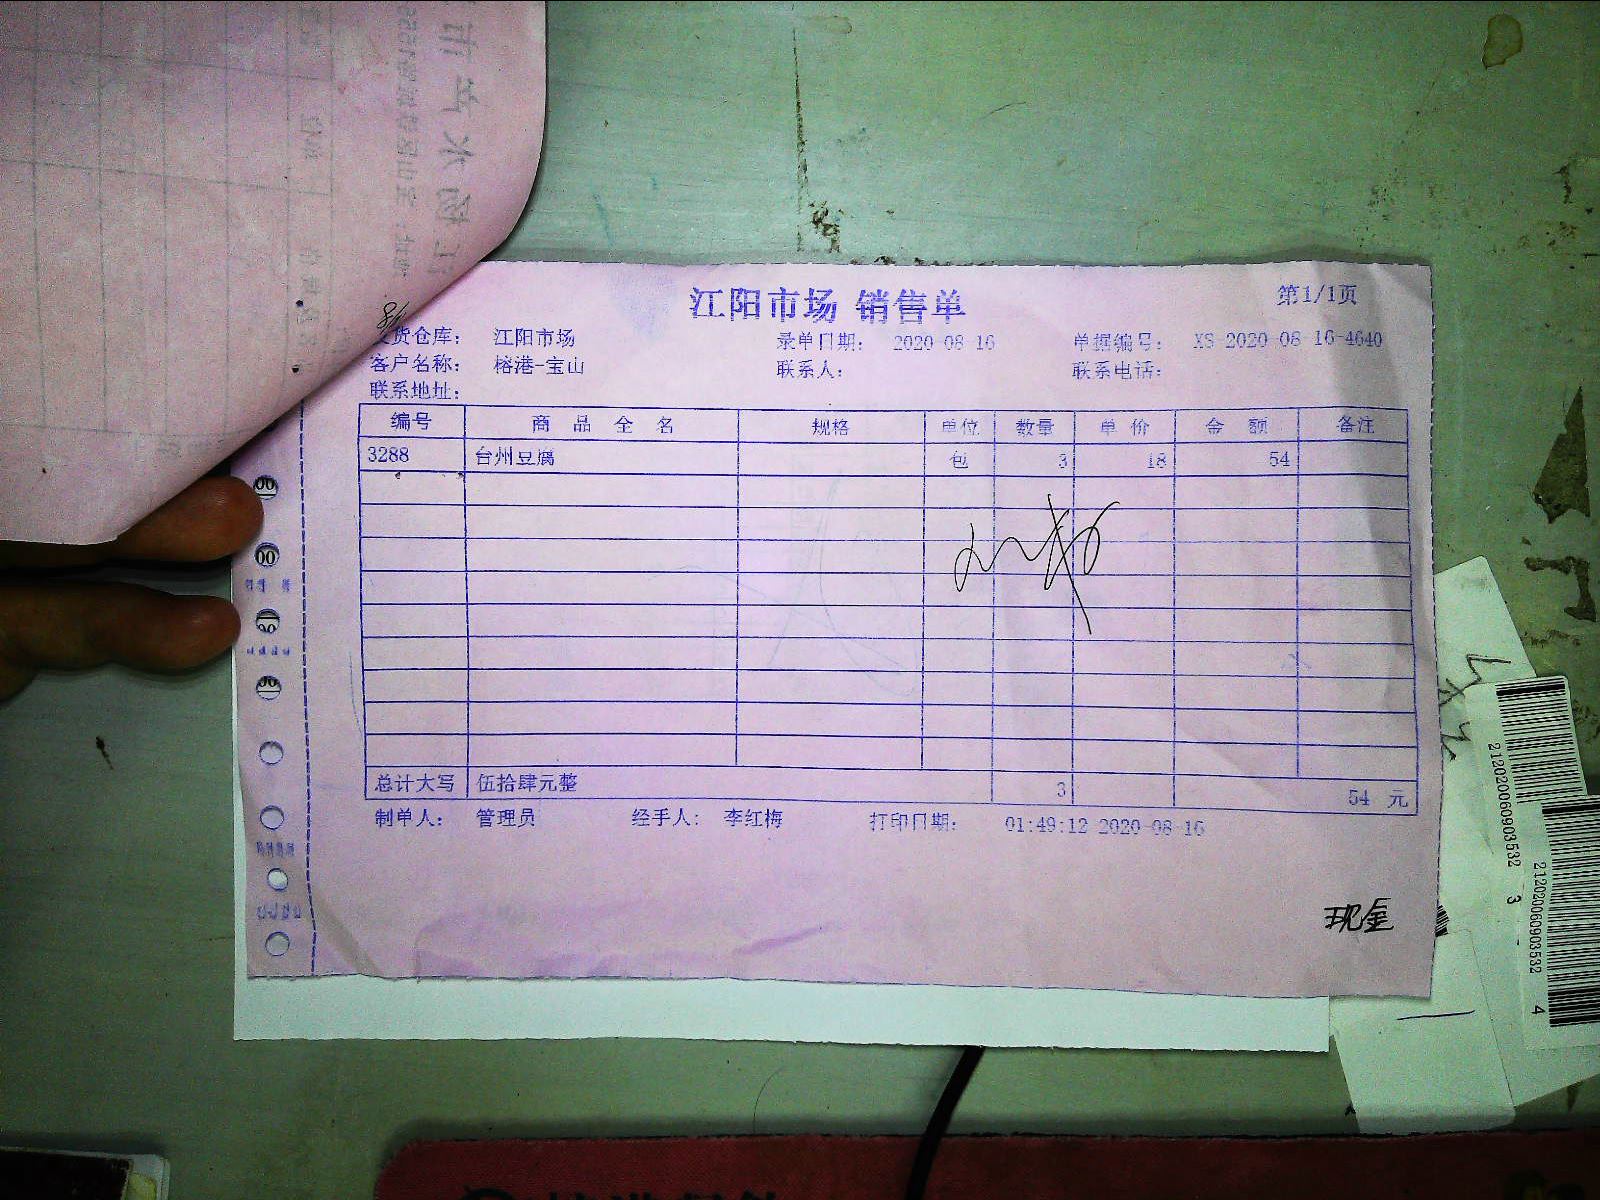 江阳市场 销售单
第1/1页
货仓库： 江阳市场 录单日期： 2020-08-16 单据编号： XS-2020-08-16-4640
客户名称： 榕港-宝山 联系人： 联系电话：
联系地址：
编号 商品全名 规格 单位 数量 单价 金额 备注
3288 台州豆腐 包 3 18 54
总计大写 伍拾肆元整 3 54 元
制单人： 管理员 经手人： 李红梅 打印日期： 01:49:12 2020-08-16
现金
212020060903532 3
212020060903532 4